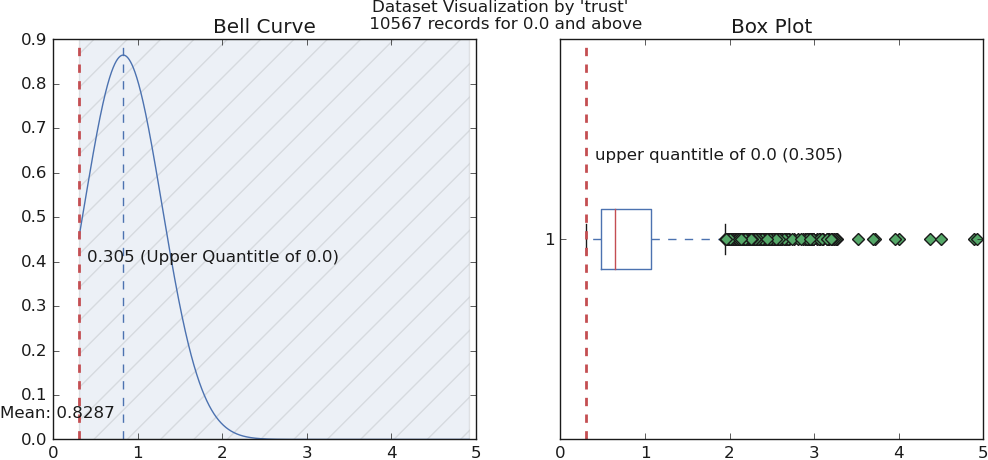 Dataset Visualization by 'trust'
10567 records for 0.0 and above
Bell Curve
0.9
0.8
0.7
0.6
0.5
0.4
0.3
0.2
0.1
0.0
0.305 (Upper Quantile of 0.0)
Mean: 0.8287
0 1 2 3 4 5
Box Plot
upper quantitle of 0.0 (0.305)
1
0 1 2 3 4 5